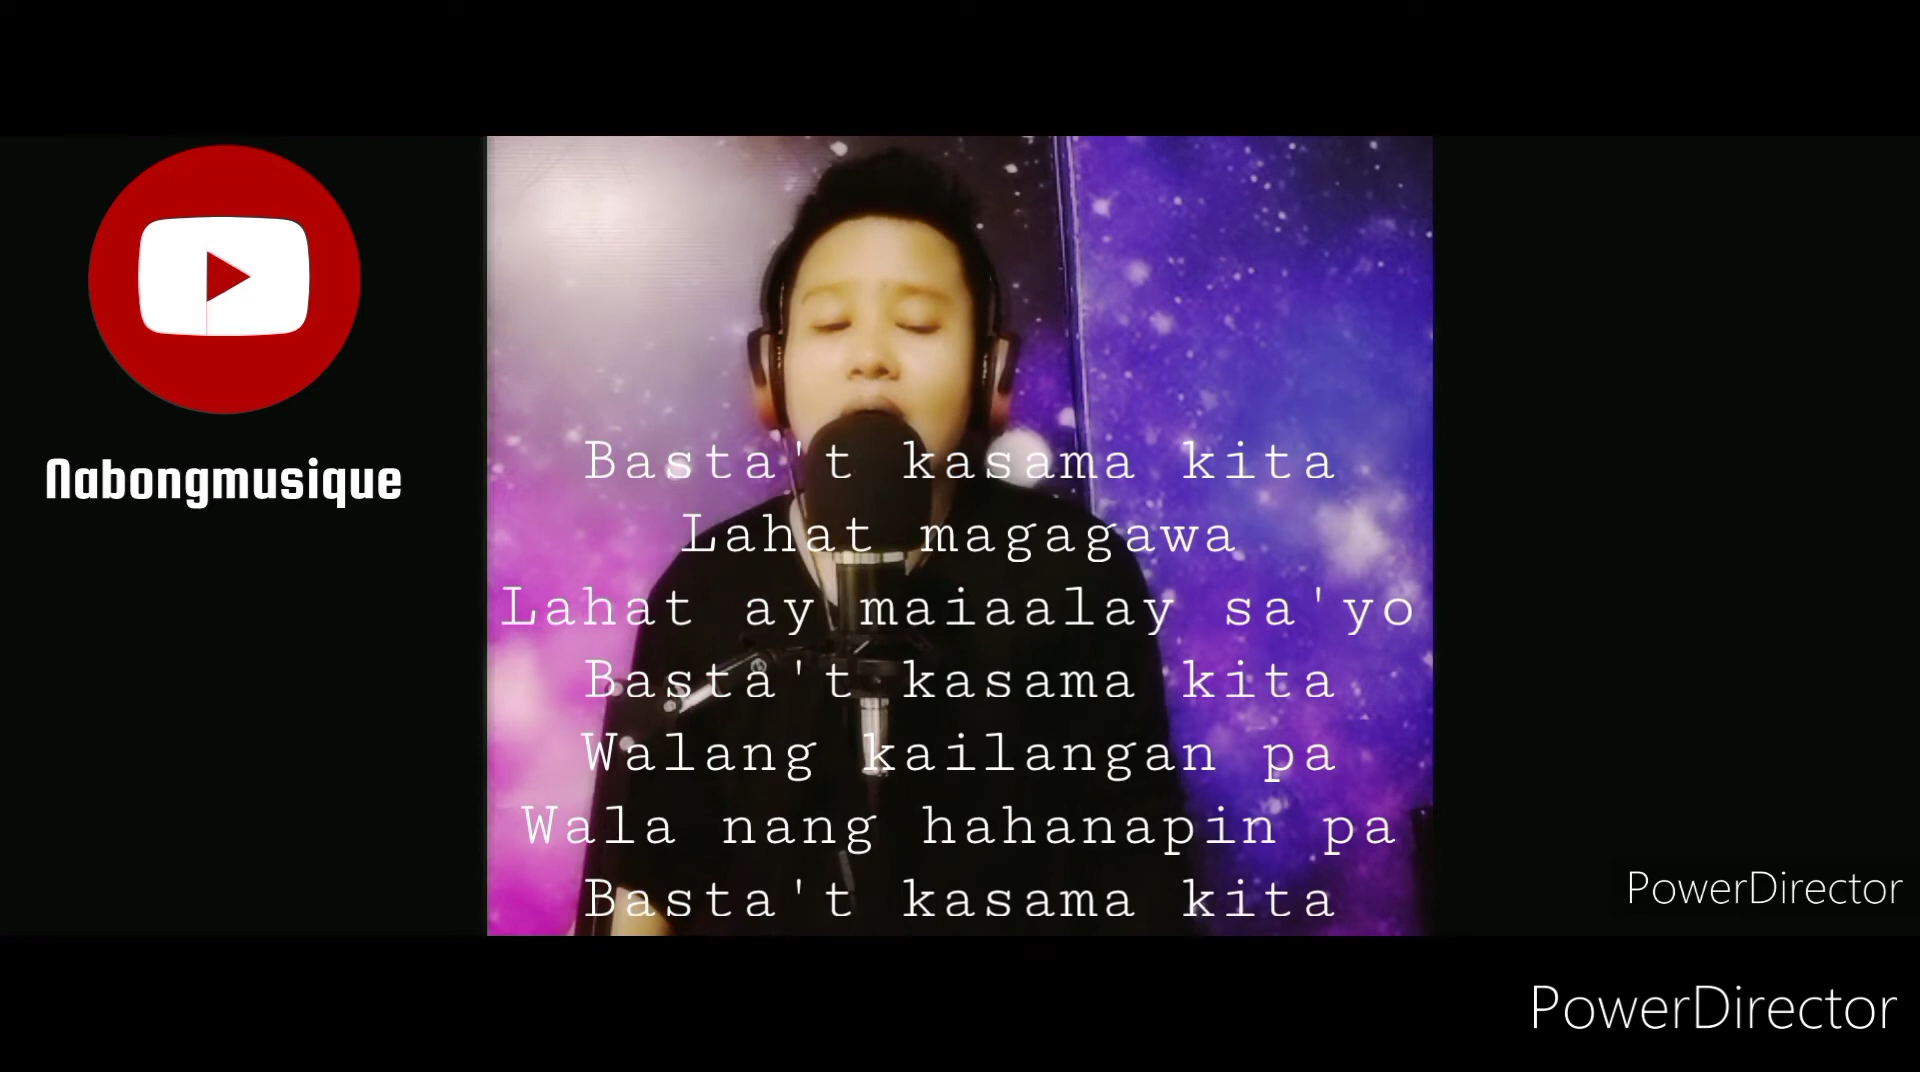 Nabongmusique
Basta't kasama kita
Lahat magagawa
Lahat ay maiaalay sa'yo
Basta't kasama kita
Walang kailangan pa
Wala nang hahanapin pa
Basta't kasama kita
PowerDirector
PowerDirector